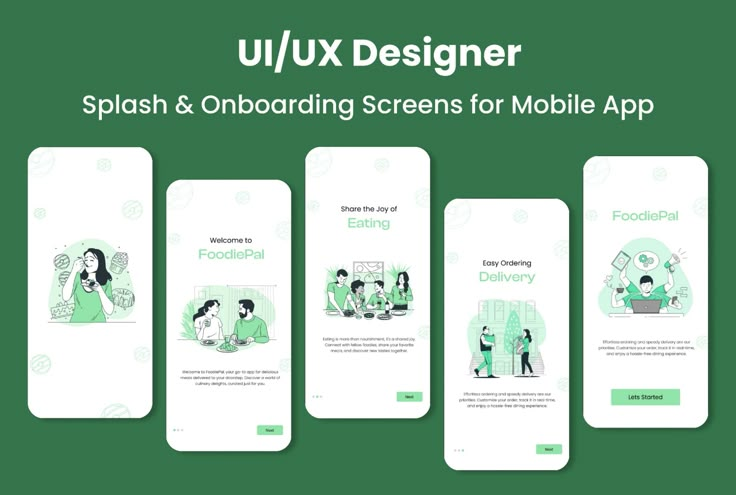 UI/UX Designer
Splash & Onboarding Screens for Mobile App
Welcome to
FoodiePal
Welcome to FoodiePal, your go-to app for delicious
meals delivered to your doorstep. Discover a world of
culinary delights, curated just for you.
Next
Share the Joy of
Eating
Eating is more than nourishment, it's a shared joy.
Connect with fellow foodies, share your favorite
meals, and discover new tastes together.
Next
Easy Ordering
Delivery
Effortless ordering and speedy delivery are our
priorities. Customize your order, track it in real-time,
and enjoy a hassle-free dining experience.
Next
FoodiePal
Effortless ordering and speedy delivery are our
priorities. Customize your order, track it in real-time,
and enjoy a hassle-free dining experience.
Lets Started